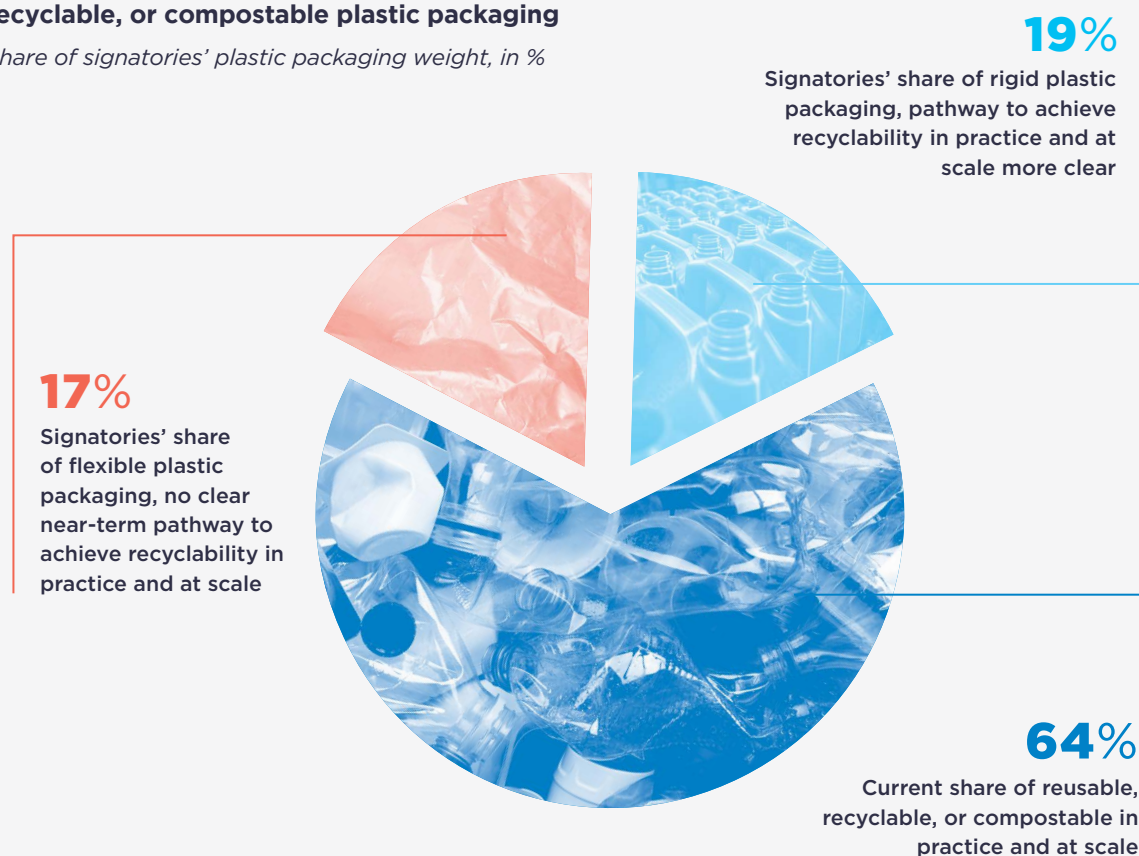 ecyclable, or compostable plastic packaging
hare of signatories’ plastic packaging weight, in %
19%
Signatories’ share of rigid plastic
packaging, pathway to achieve
recyclability in practice and at
scale more clear
17%
Signatories’ share
of flexible plastic
packaging, no clear
near-term pathway to
achieve recyclability in
practice and at scale
64%
Current share of reusable,
recyclable, or compostable in
practice and at scale